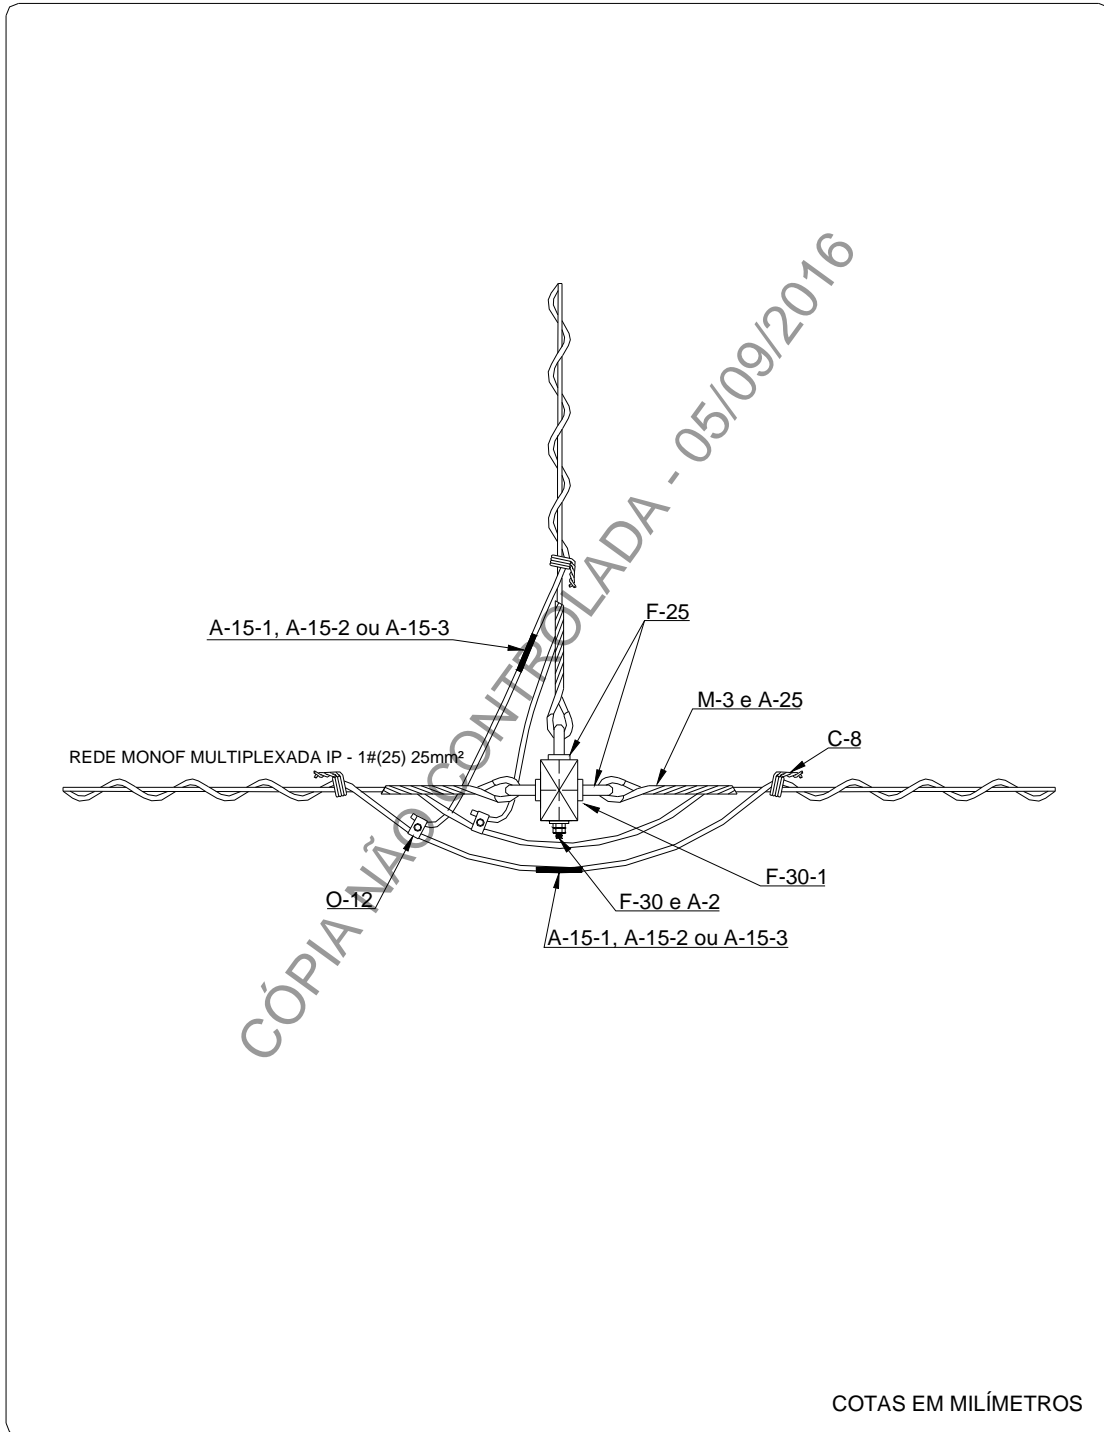 CÓPIA NÃO CONTROLADA - 05/09/2016
A-15-1, A-15-2 ou A-15-3
F-25
M-3 e A-25
C-8
REDE MONOF MULTIPLEXADA IP - 1#(25) 25mm²
F-30-1
O-12
F-30 e A-2
A-15-1, A-15-2 ou A-15-3
COTAS EM MILÍMETROS